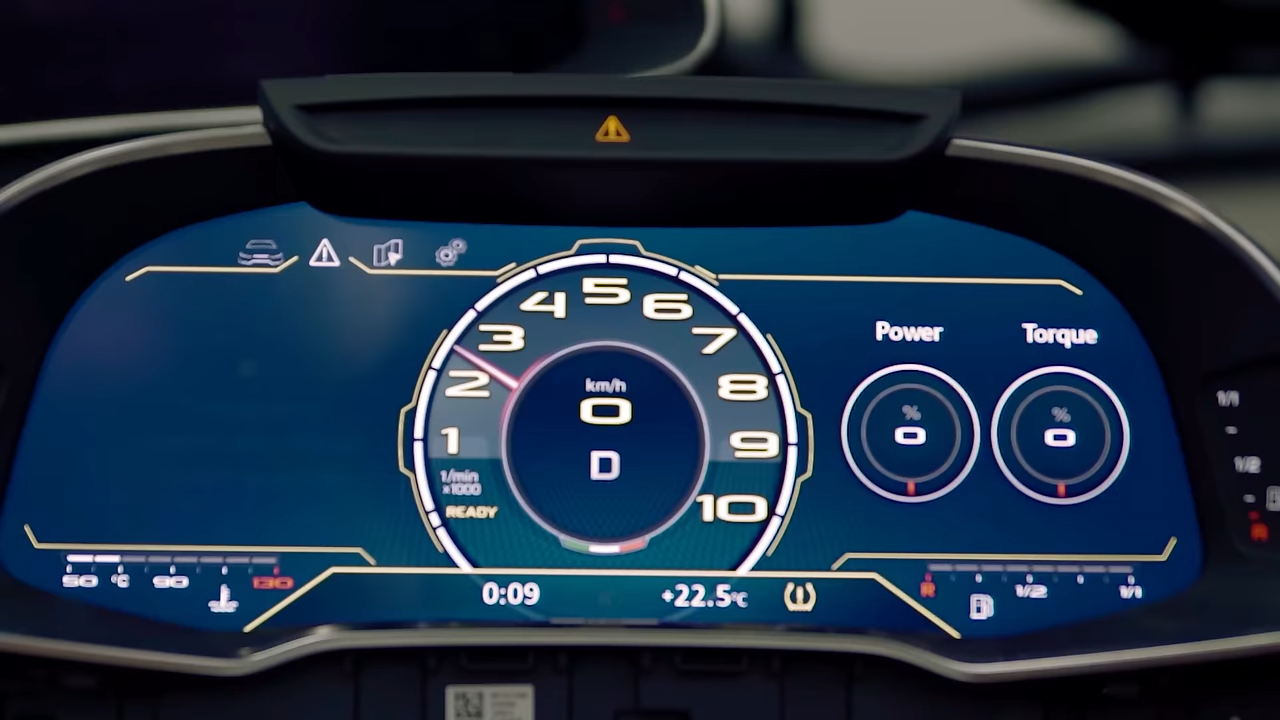 Power
Torque
5
4
6
3
7
2
8
km/h
0
%
0
%
0
1
9
D
1/min
x1000
READY
10
50 °C 90 130
0:09
+22.5°C
R 1/2 1/1
1/1
1/2
R